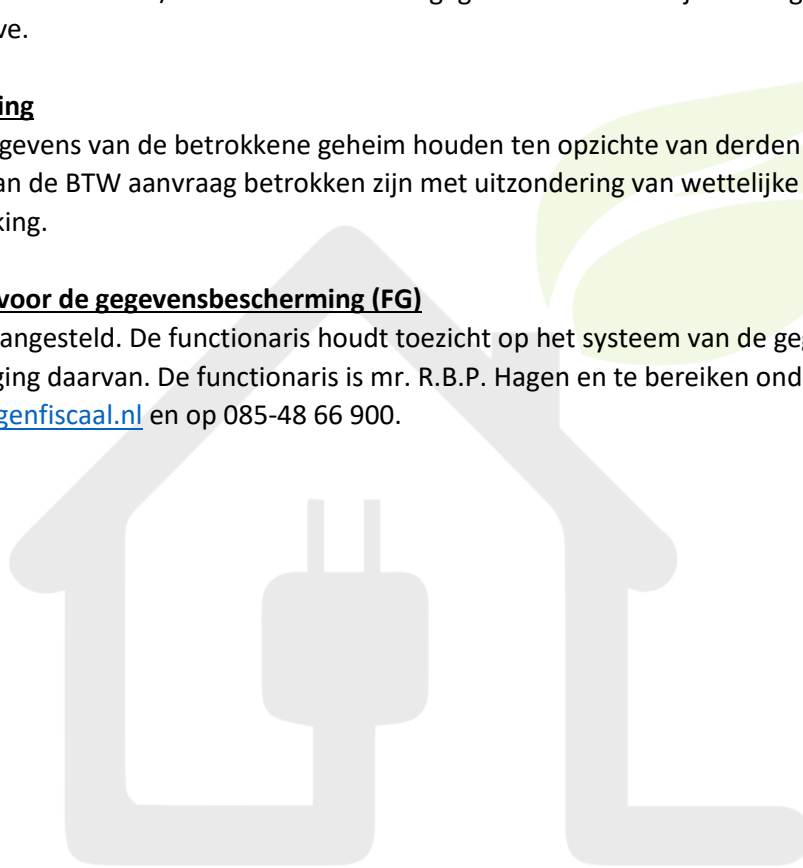 ve.
ing
gevens van de betrokkene geheim houden ten opzichte van derden
an de BTW aanvraag betrokken zijn met uitzondering van wettelijke
king.
voor de gegevensbescherming (FG)
angesteld. De functionaris houdt toezicht op het systeem van de geg
ging daarvan. De functionaris is mr. R.B.P. Hagen en te bereiken ond
genfiscaal.nl en op 085-48 66 900.